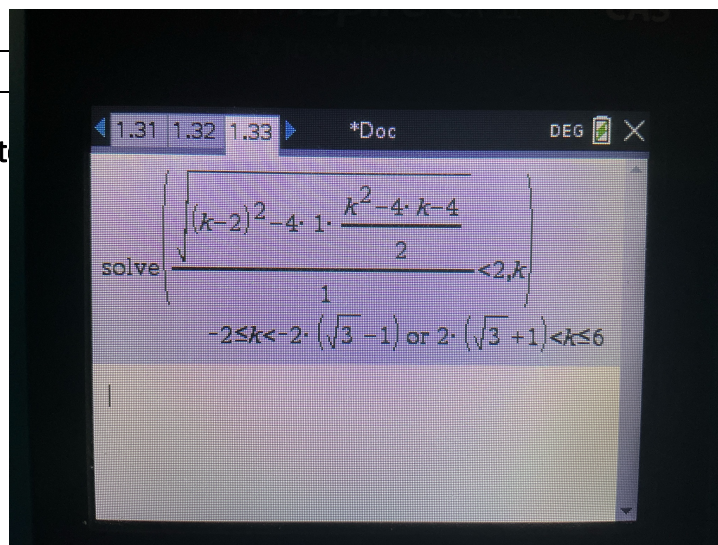 CAS
1.31 1.32 1.33 *Doc DEG
solve(√((k-2)²-4·1·(k²-4·k-4)/2)/1<2,k)
-2≤k<-2·(√3-1) or 2·(√3+1)<k≤6